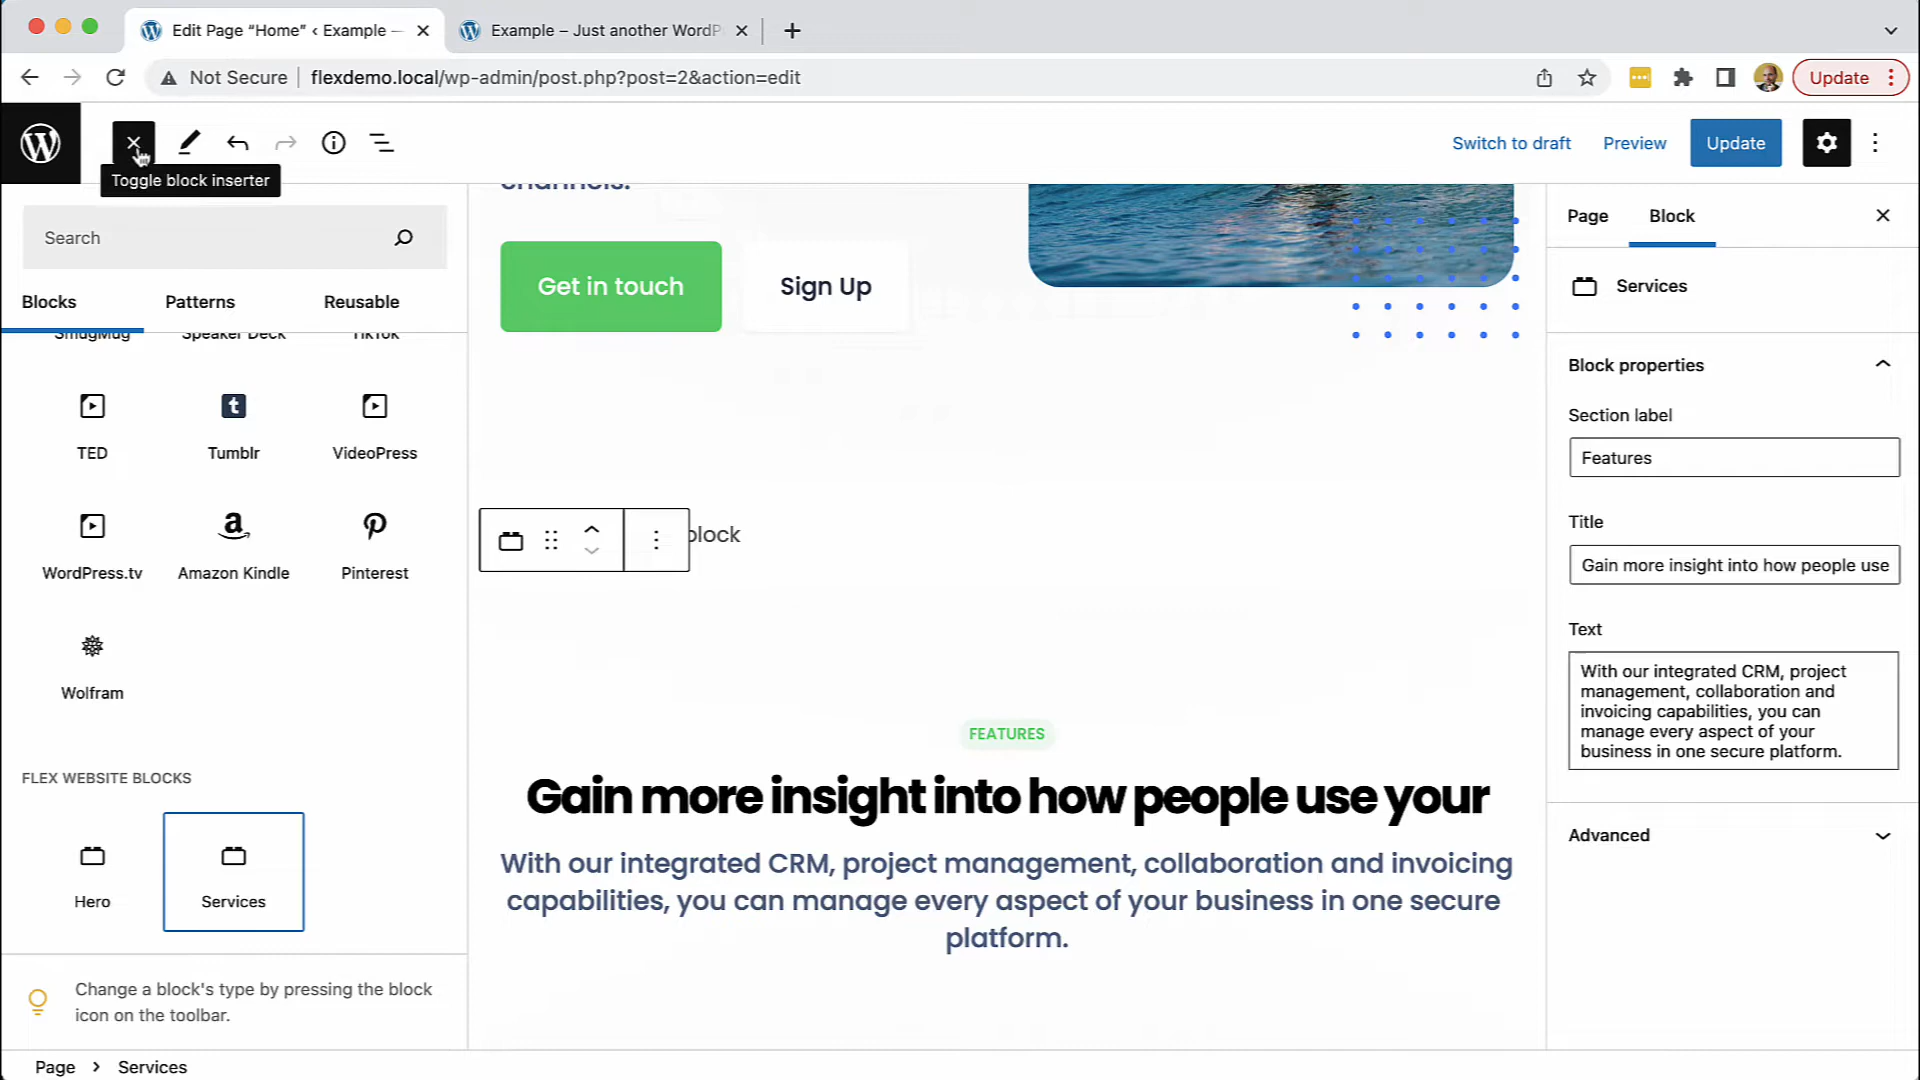 Edit Page “Home” ‹ Example —
Example – Just another WordP
Not Secure
flexdemo.local/wp-admin/post.php?post=2&action=edit
Update
Switch to draft
Preview
Update
Toggle block inserter
channels.
Search
Blocks
Patterns
Reusable
SmugMug
Speaker Deck
TikTok
TED
Tumblr
VideoPress
WordPress.tv
Amazon Kindle
Pinterest
Wolfram
FLEX WEBSITE BLOCKS
Hero
Services
Change a block's type by pressing the block
icon on the toolbar.
Get in touch
Sign Up
block
FEATURES
Gain more insight into how people use your
With our integrated CRM, project management, collaboration and invoicing
capabilities, you can manage every aspect of your business in one secure
platform.
Page
Block
Services
Block properties
Section label
Features
Title
Gain more insight into how people use
Text
With our integrated CRM, project
management, collaboration and
invoicing capabilities, you can
manage every aspect of your
business in one secure platform.
Advanced
Page
Services